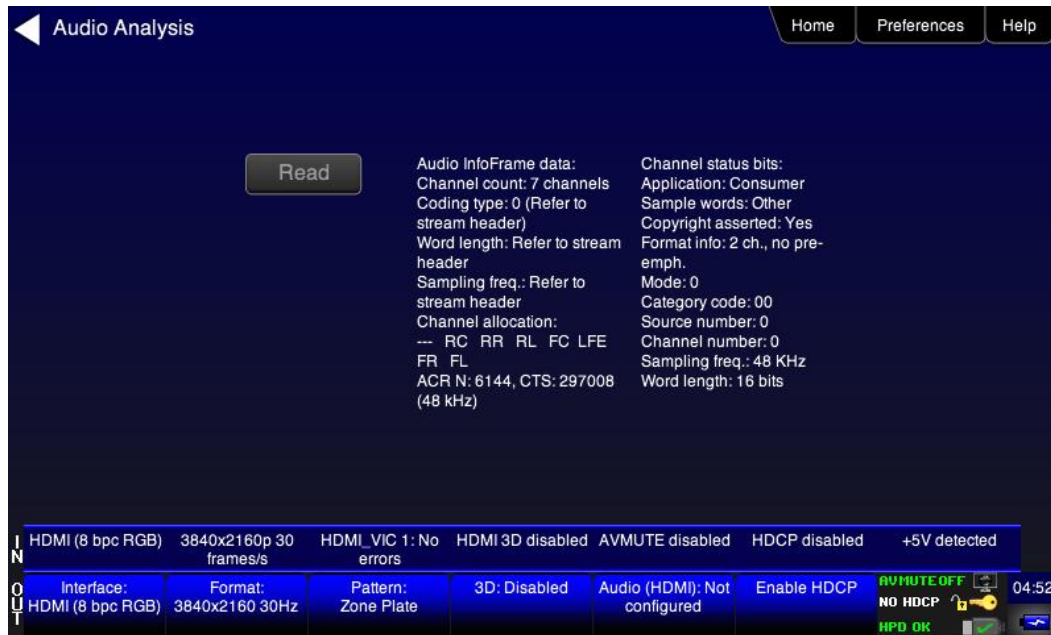 Audio Analysis
Home
Preferences
Help
Read
Audio InfoFrame data:
Channel count: 7 channels
Coding type: 0 (Refer to
stream header)
Word length: Refer to stream
header
Sampling freq.: Refer to
stream header
Channel allocation:
--- RC RR RL FC LFE
FR FL
ACR N: 6144, CTS: 297008
(48 kHz)
Channel status bits:
Application: Consumer
Sample words: Other
Copyright asserted: Yes
Format info: 2 ch., no pre-
emph.
Mode: 0
Category code: 00
Source number: 0
Channel number: 0
Sampling freq.: 48 KHz
Word length: 16 bits
IN
HDMI (8 bpc RGB)
3840x2160p 30
frames/s
HDMI_VIC 1: No
errors
HDMI 3D disabled
AVMUTE disabled
HDCP disabled
+5V detected
OUT
Interface:
HDMI (8 bpc RGB)
Format:
3840x2160 30Hz
Pattern:
Zone Plate
3D: Disabled
Audio (HDMI): Not
configured
Enable HDCP
AVMUTE OFF
NO HDCP
HPD OK
04:52